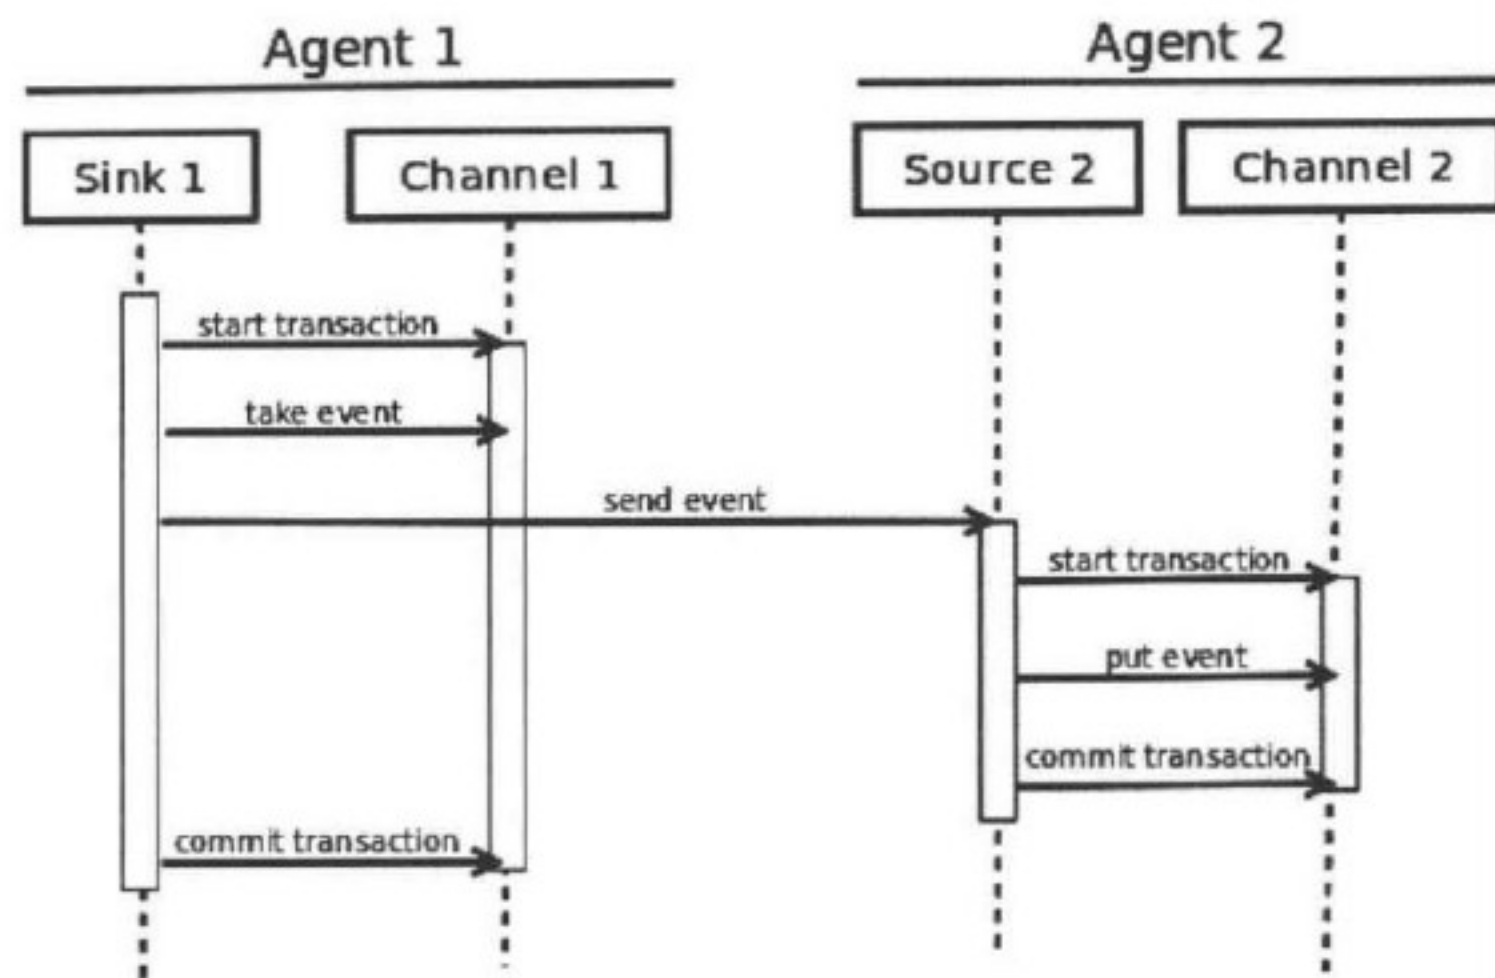 Agent 1
Agent 2
Sink 1
Channel 1
Source 2
Channel 2
start transaction
take event
send event
start transaction
put event
commit transaction
commit transaction